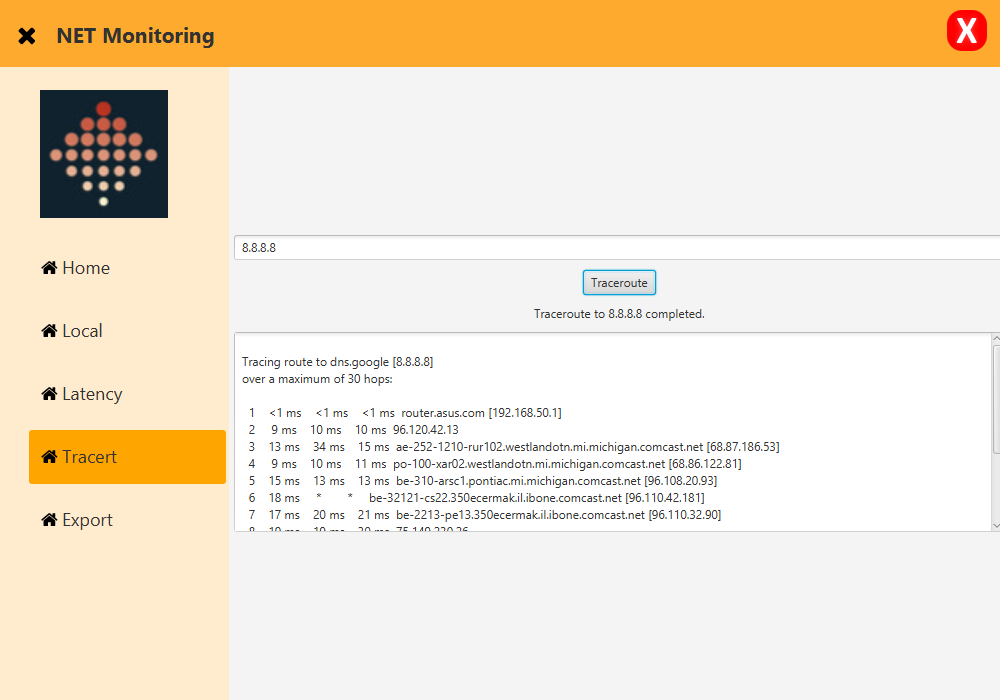 NET Monitoring
X
Home
Local
Latency
Tracert
Export
8.8.8.8
Traceroute
Traceroute to 8.8.8.8 completed.
Tracing route to dns.google [8.8.8.8]
over a maximum of 30 hops:
1 <1 ms <1 ms <1 ms router.asus.com [192.168.50.1]
2 9 ms 10 ms 10 ms 96.120.42.13
3 13 ms 34 ms 15 ms ae-252-1210-rur102.westlandotn.mi.michigan.comcast.net [68.87.186.53]
4 9 ms 10 ms 11 ms po-100-xar02.westlandotn.mi.michigan.comcast.net [68.86.122.81]
5 15 ms 13 ms 13 ms be-310-arsc1.pontiac.mi.michigan.comcast.net [96.108.20.93]
6 18 ms * * be-32121-cs22.350ecermak.il.ibone.comcast.net [96.110.42.181]
7 17 ms 20 ms 21 ms be-2213-pe13.350ecermak.il.ibone.comcast.net [96.110.32.90]